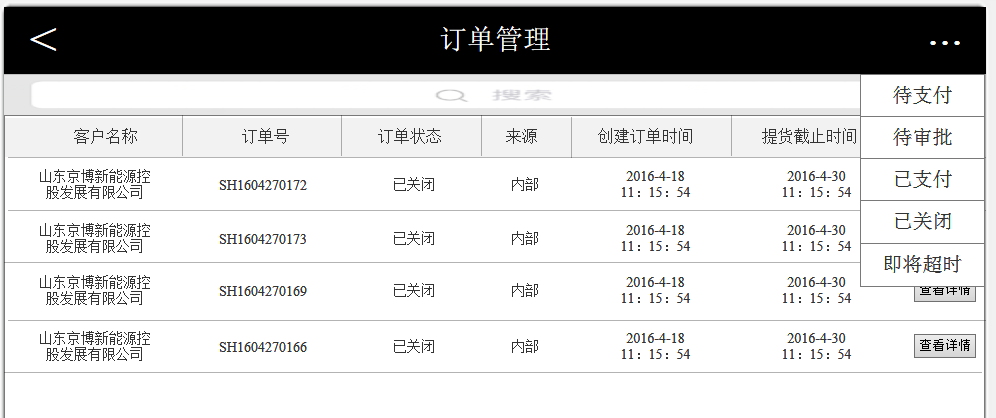 <
订单管理
...
搜索
待支付
待审批
已支付
已关闭
即将超时
客户名称 订单号 订单状态 来源 创建订单时间 提货截止时间
山东京博新能源控
股发展有限公司
SH1604270172 已关闭 内部
2016-4-18
11：15：54
2016-4-30
11：15：54
山东京博新能源控
股发展有限公司
SH1604270173 已关闭 内部
2016-4-18
11：15：54
2016-4-30
11：15：54
山东京博新能源控
股发展有限公司
SH1604270169 已关闭 内部
2016-4-18
11：15：54
2016-4-30
11：15：54
查看详情
山东京博新能源控
股发展有限公司
SH1604270166 已关闭 内部
2016-4-18
11：15：54
2016-4-30
11：15：54
查看详情